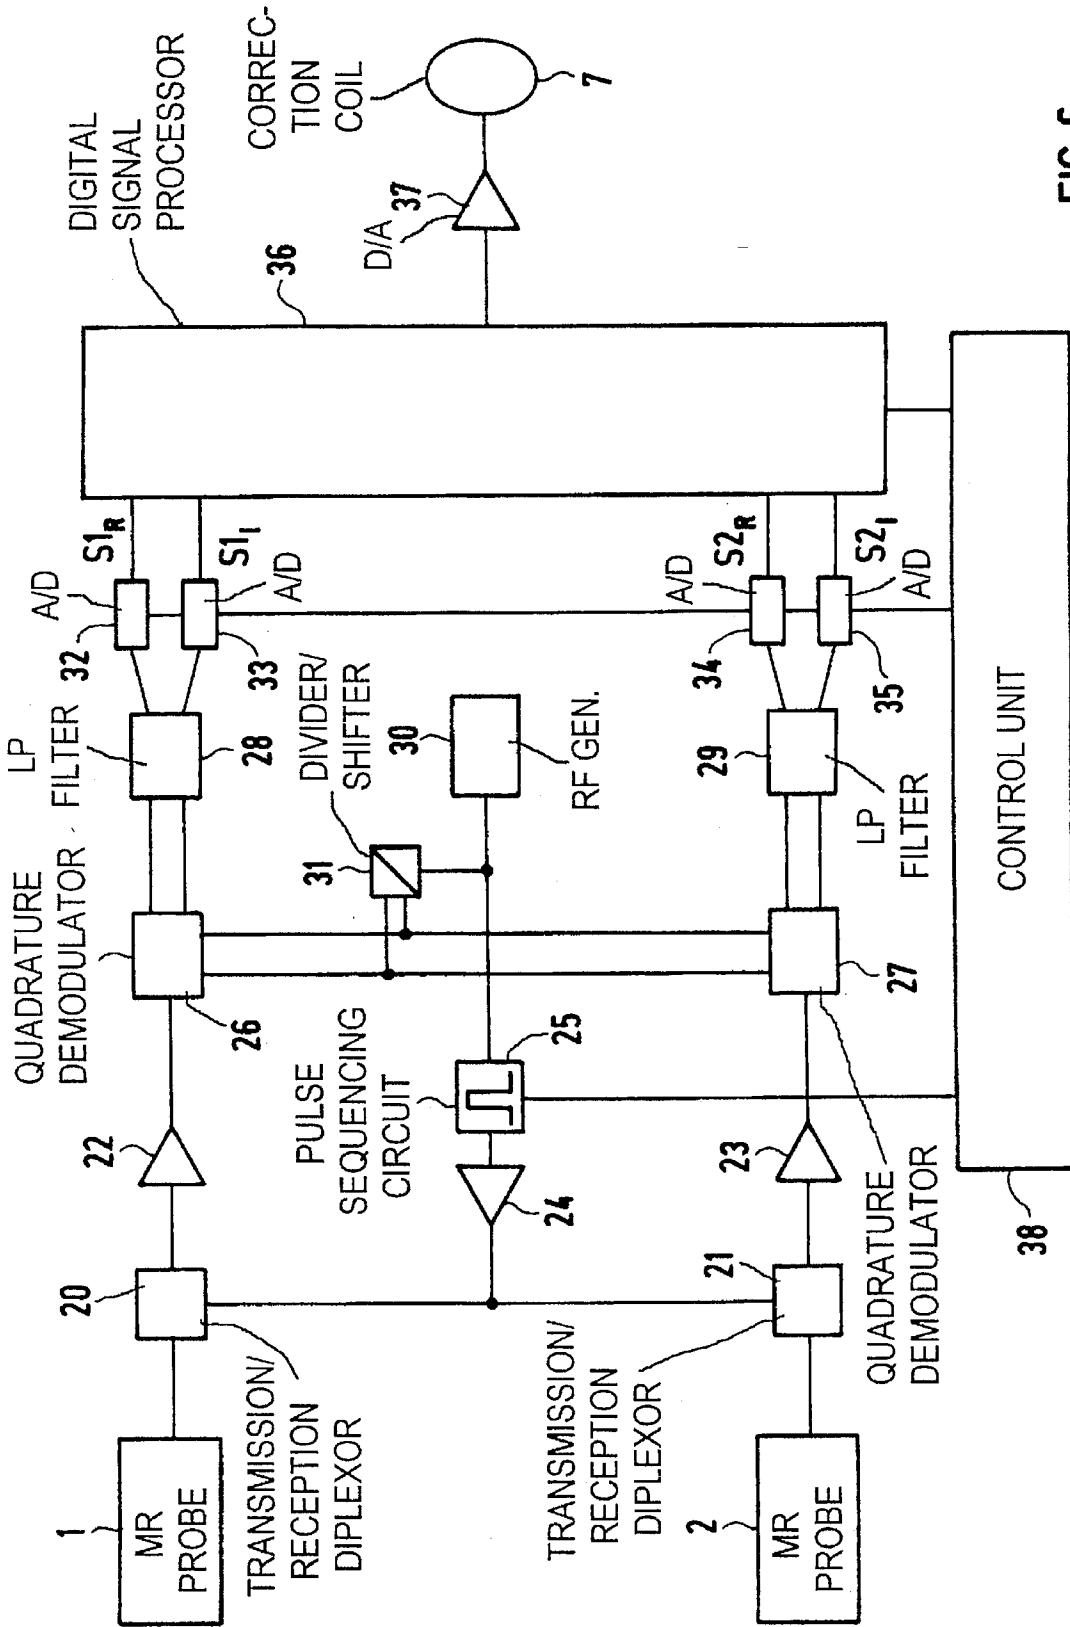 1
MR
PROBE
20
TRANSMISSION/
RECEPTION
DIPLEXOR
22
QUADRATURE
DEMODULATOR
26
LP
FILTER
28
32
A/D
33
A/D
S1R
S1I
DIGITAL
SIGNAL
PROCESSOR
36
D/A
37
CORREC-
TION
COIL
7
PULSE
SEQUENCING
CIRCUIT
24
25
31
DIVIDER/
SHIFTER
30
RF GEN.
2
MR
PROBE
TRANSMISSION/
RECEPTION
DIPLEXOR
21
23
QUADRATURE
DEMODULATOR
27
29
LP
FILTER
34
A/D
35
A/D
S2R
S2I
38
CONTROL UNIT